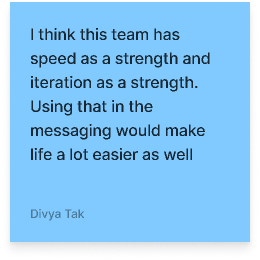 I think this team has
speed as a strength and
iteration as a strength.
Using that in the
messaging would make
life a lot easier as well
Divya Tak